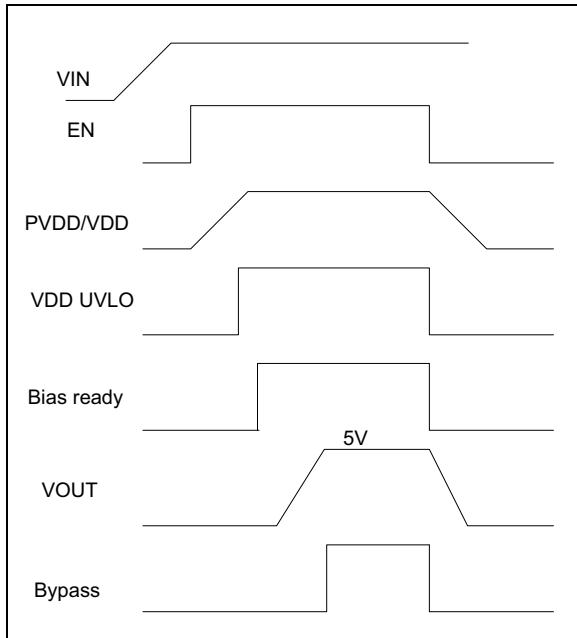 VIN
EN
PVDD/VDD
VDD UVLO
Bias ready
5V
VOUT
Bypass